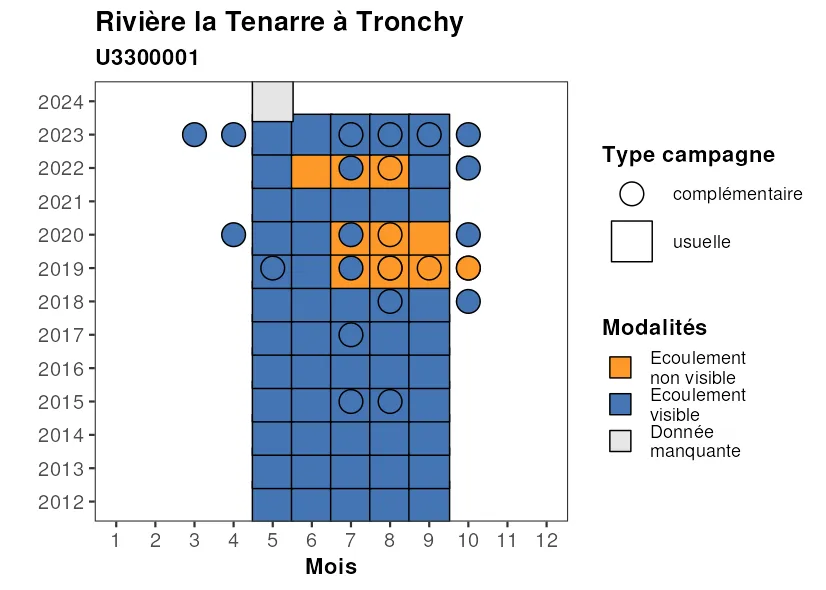 Rivière la Tenarre à Tronchy
U3300001
2024
2023
2022
2021
2020
2019
2018
2017
2016
2015
2014
2013
2012
1 2 3 4 5 6 7 8 9 10 11 12
Mois
Type campagne
complémentaire
usuelle
Modalités
Ecoulement
non visible
Ecoulement
visible
Donnée
manquante